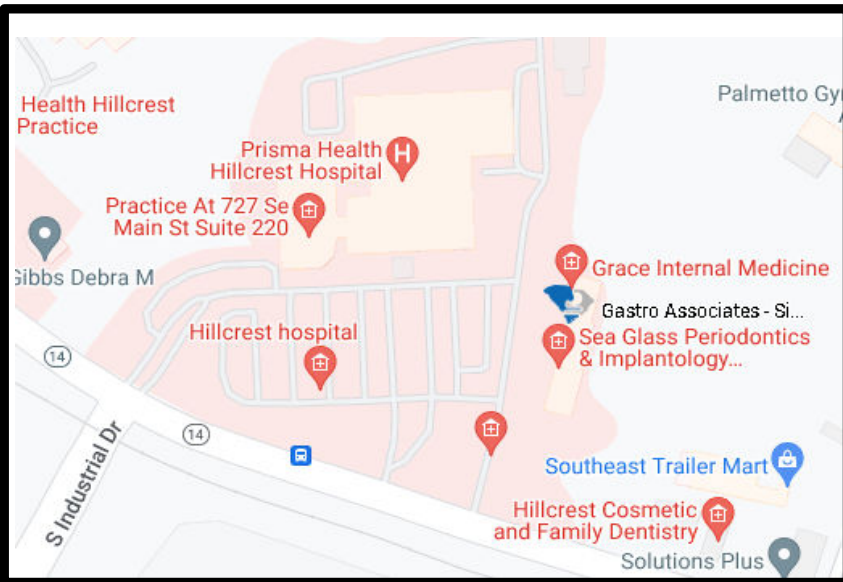 Health Hillcrest
Practice
Palmetto Gy
Prisma Health
Hillcrest Hospital
H
Practice At 727 Se
Main St Suite 220
Gibbs Debra M
Grace Internal Medicine
Gastro Associates - Si...
Hillcrest hospital
Sea Glass Periodontics
& Implantology...
14
14
S Industrial Dr
Southeast Trailer Mart
Hillcrest Cosmetic
and Family Dentistry
Solutions Plus